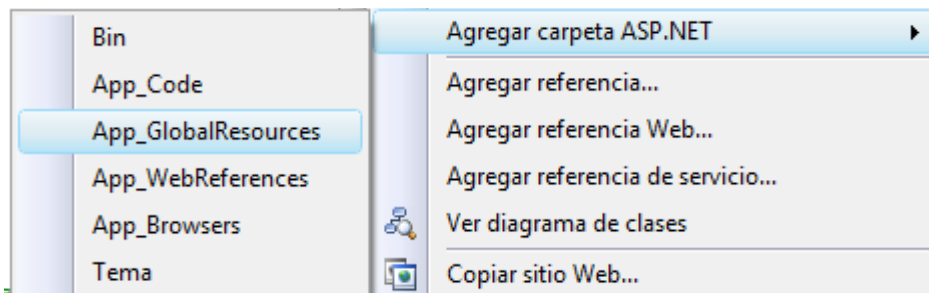 Bin
App_Code
App_GlobalResources
App_WebReferences
App_Browsers
Tema
Agregar carpeta ASP.NET
Agregar referencia...
Agregar referencia Web...
Agregar referencia de servicio...
Ver diagrama de clases
Copiar sitio Web...